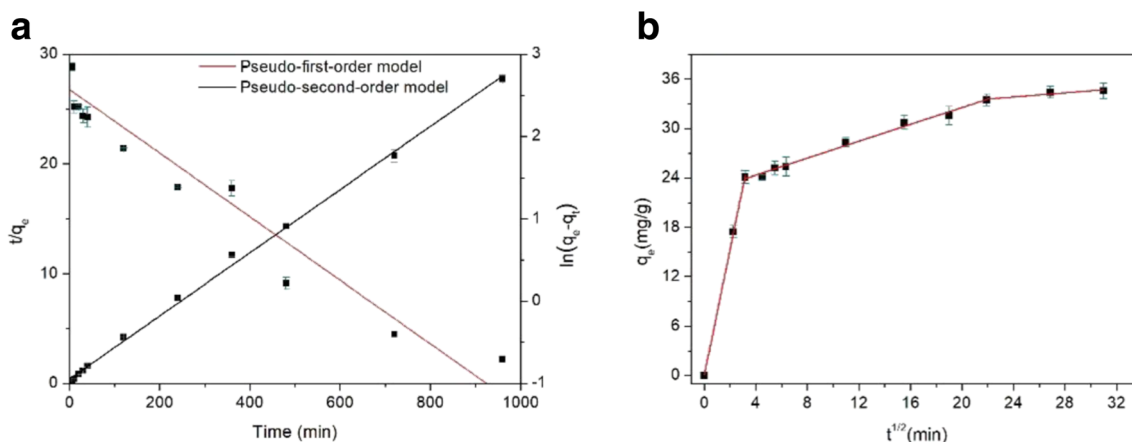 a
Pseudo-first-order model
Pseudo-second-order model
30
20
10
0
t/qe
3
2
1
0
-1
ln(qe-qt)
0 200 400 600 800 1000
Time (min)
b
36
30
24
18
12
6
0
qe(mg/g)
0 4 8 12 16 20 24 28 32
t1/2(min)